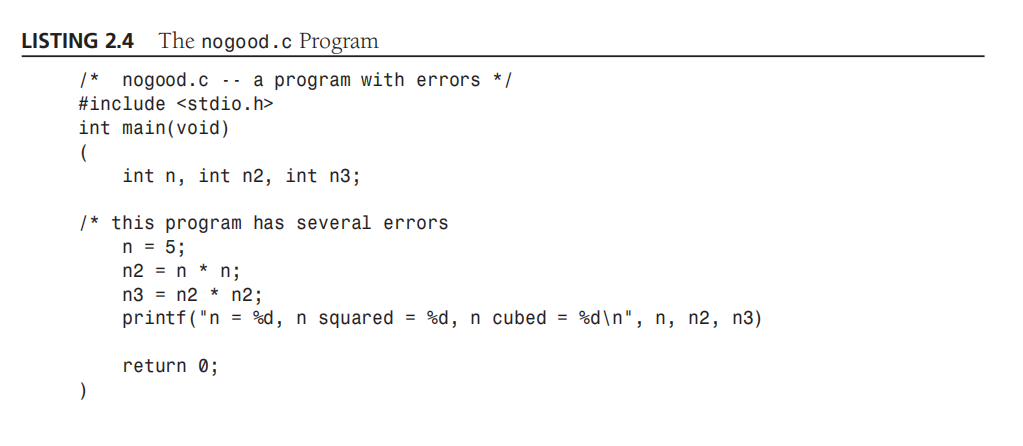 LISTING 2.4 The nogood.c Program
/* nogood.c -- a program with errors */
#include <stdio.h>
int main(void)
(
int n, int n2, int n3;
/* this program has several errors
n = 5;
n2 = n * n;
n3 = n2 * n2;
printf("n = %d, n squared = %d, n cubed = %d\n", n, n2, n3)
return 0;
)